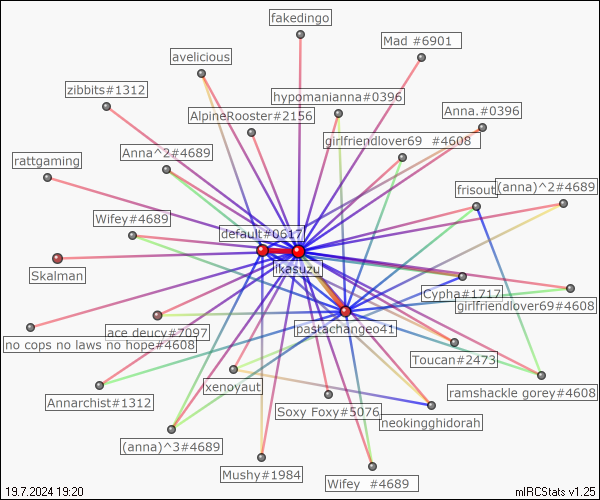 fakedingo
Mad #6901
avelicious
zibbits#1312
hypomanianna#0396
AlpineRooster#2156
Anna.#0396
girlfriendlover69 #4608
Anna^2#4689
rattgaming
frisout
(anna)^2#4689
Wifey#4689
default#0617
ikasuzu
Skalman
Cypha#1717
girlfriendlover69#4608
ace deucy#7097
pastachangeo41
no cops no laws no hope#4608
Toucan#2473
xenoyaut
ramshackle gorey#4608
Annarchist#1312
Soxy Foxy#5076
neokingghidorah
(anna)^3#4689
Mushy#1984
Wifey #4689
19.7.2024 19:20
mIRCStats v1.25